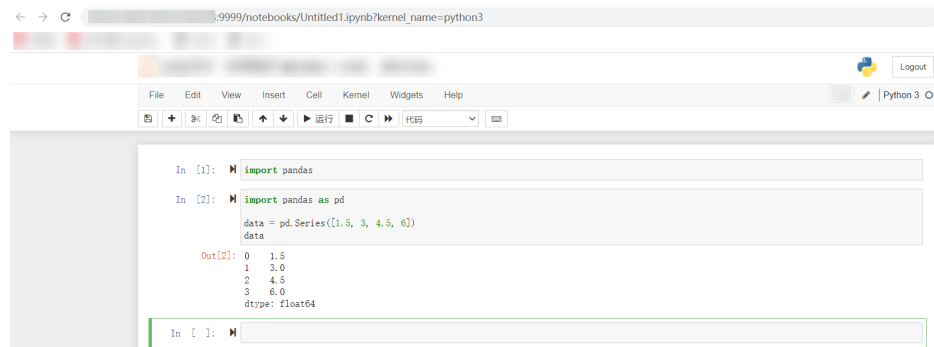 :9999/notebooks/Untitled1.ipynb?kernel_name=python3
Logout
File Edit View Insert Cell Kernel Widgets Help
Python 3
运行 代码
In [1]: import pandas
In [2]: import pandas as pd
data = pd.Series([1.5, 3, 4.5, 6])
data
Out[2]: 0 1.5
1 3.0
2 4.5
3 6.0
dtype: float64
In [ ]: